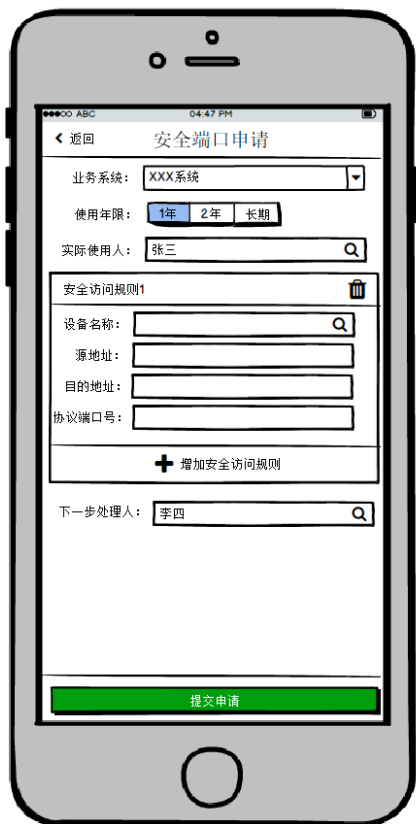 ABC 04:47 PM
返回 安全端口申请
业务系统： XXX系统
使用年限： 1年 2年 长期
实际使用人： 张三
安全访问规则1
设备名称：
源地址：
目的地址：
协议端口号：
增加安全访问规则
下一步处理人： 李四
提交申请